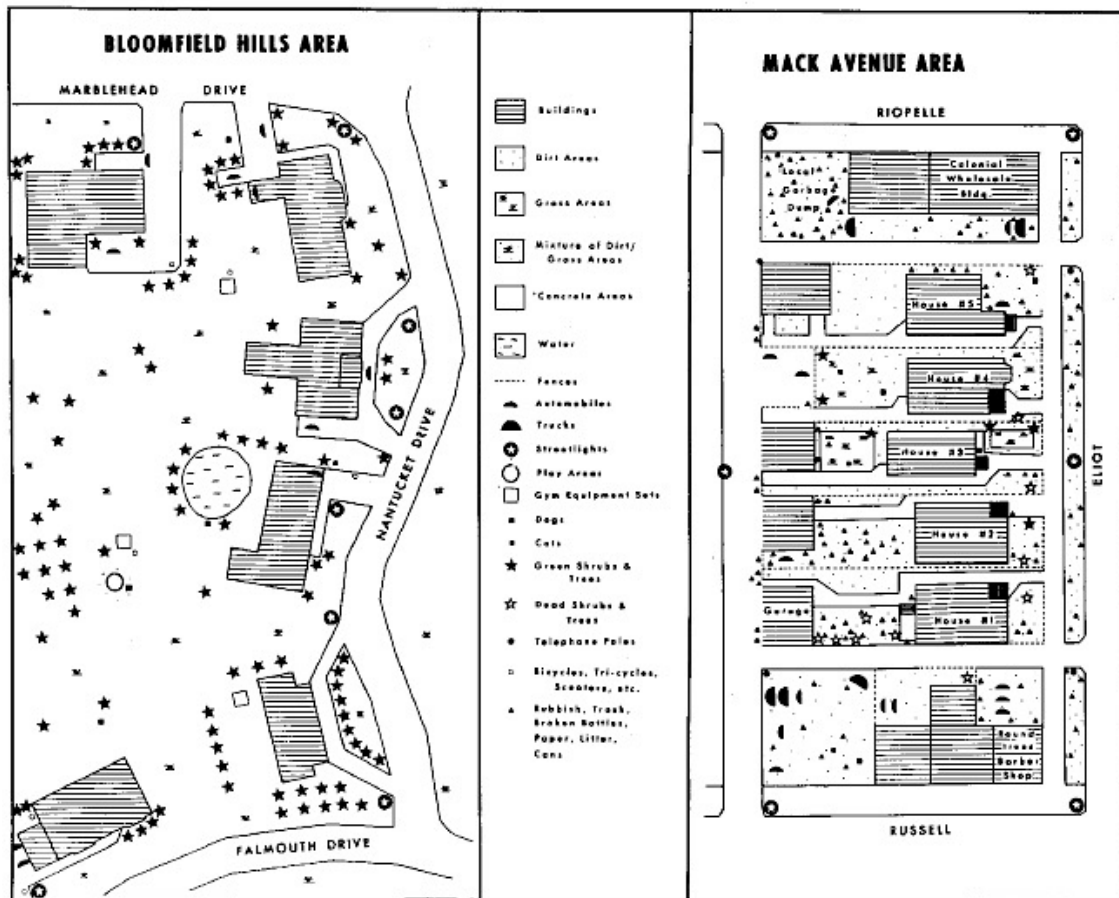 BLOOMFIELD HILLS AREA
MARBLEHEAD DRIVE
NANTUCKET DRIVE
FALMOUTH DRIVE
Buildings
Dirt Areas
Grass Areas
Mixture of Dirt/
Grass Areas
*Concrete Areas
Water
Fences
Automobiles
Trucks
Streetlights
Play Areas
Gym Equipment Sets
Dogs
Cats
Green Shrubs &
Trees
Dead Shrubs &
Trees
Telephone Poles
Bicycles, Tri-cycles,
Scooters, etc.
Rubbish, Trash,
Broken Bottles,
Paper, Litter,
Cans
MACK AVENUE AREA
RIOPELLE
Local
Garbage
Dump
Colonial
Wholesale
Bldg.
House #5
House #4
House #3
House #2
Garage
House #1
ELIOT
Round
trees
Barber
Shop
RUSSELL